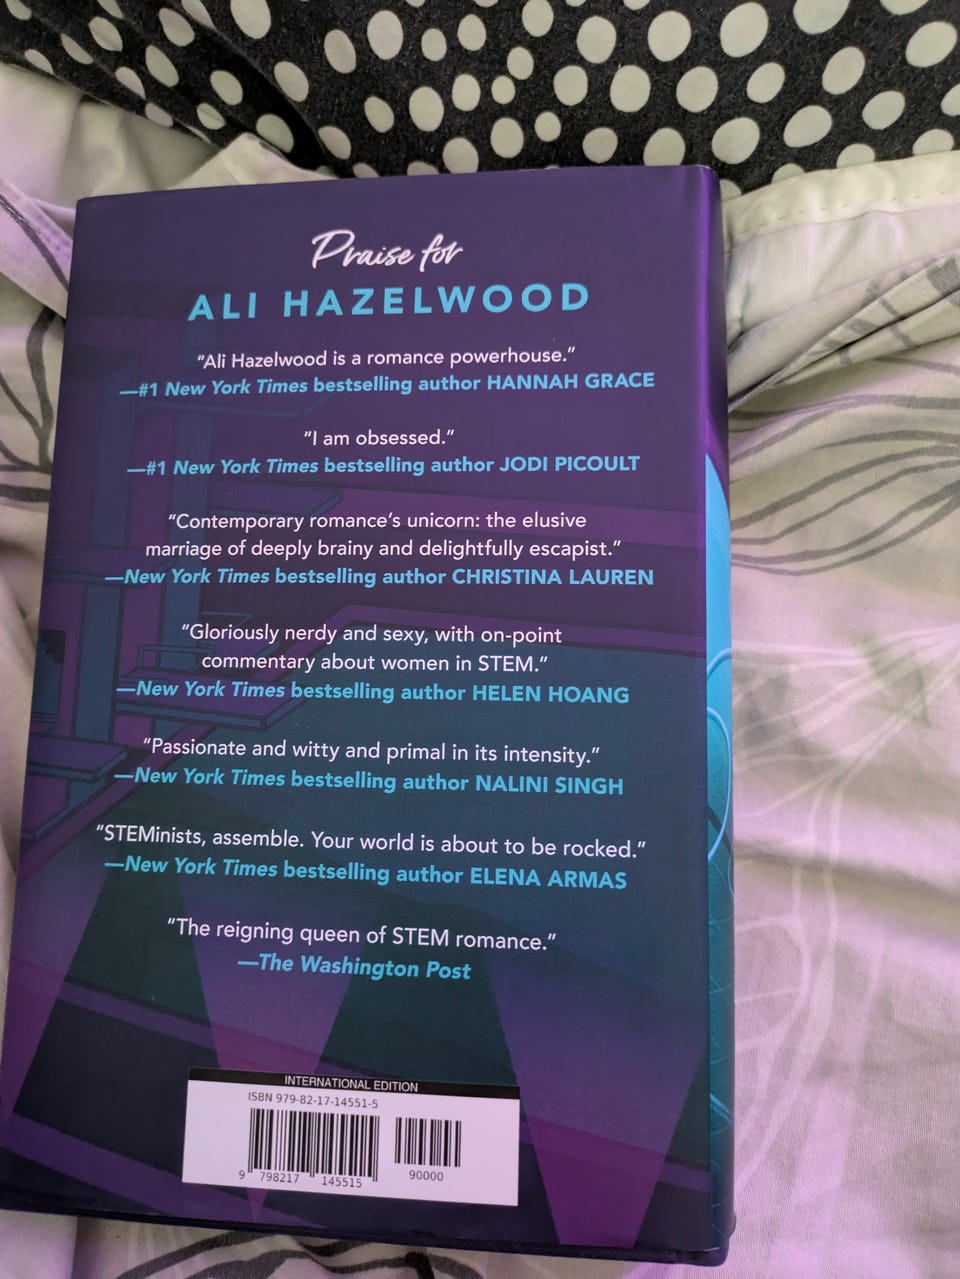 Praise for
ALI HAZELWOOD
“Ali Hazelwood is a romance powerhouse.”
—#1 New York Times bestselling author HANNAH GRACE
“I am obsessed.”
—#1 New York Times bestselling author JODI PICOULT
“Contemporary romance’s unicorn: the elusive
marriage of deeply brainy and delightfully escapist.”
—New York Times bestselling author CHRISTINA LAUREN
“Gloriously nerdy and sexy, with on-point
commentary about women in STEM.”
—New York Times bestselling author HELEN HOANG
“Passionate and witty and primal in its intensity.”
—New York Times bestselling author NALINI SINGH
“STEMinists, assemble. Your world is about to be rocked.”
—New York Times bestselling author ELENA ARMAS
“The reigning queen of STEM romance.”
—The Washington Post
INTERNATIONAL EDITION
ISBN 979-82-17-14551-5
9 798217 145515
90000